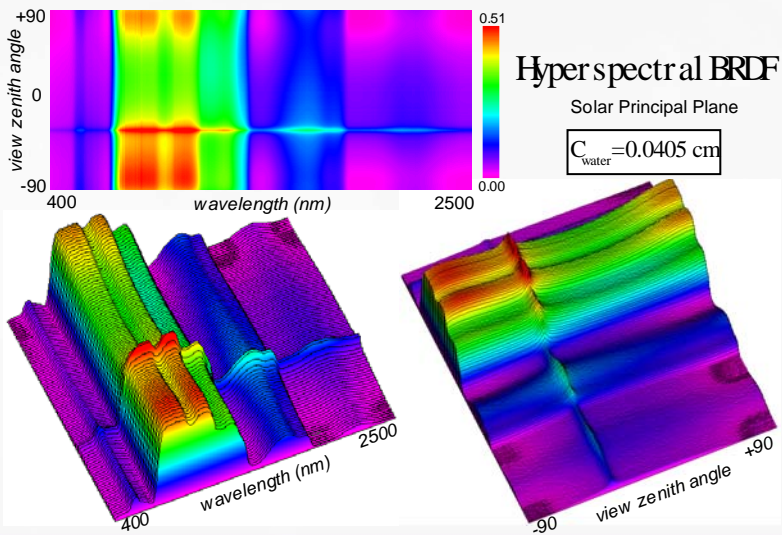 +90
0
-90
view zenith angle
400
wavelength (nm)
2500
0.51
0.00
Hyperspectral BRDF
Solar Principal Plane
Cwater=0.0405 cm
400
wavelength (nm)
2500
-90
view zenith angle
+90